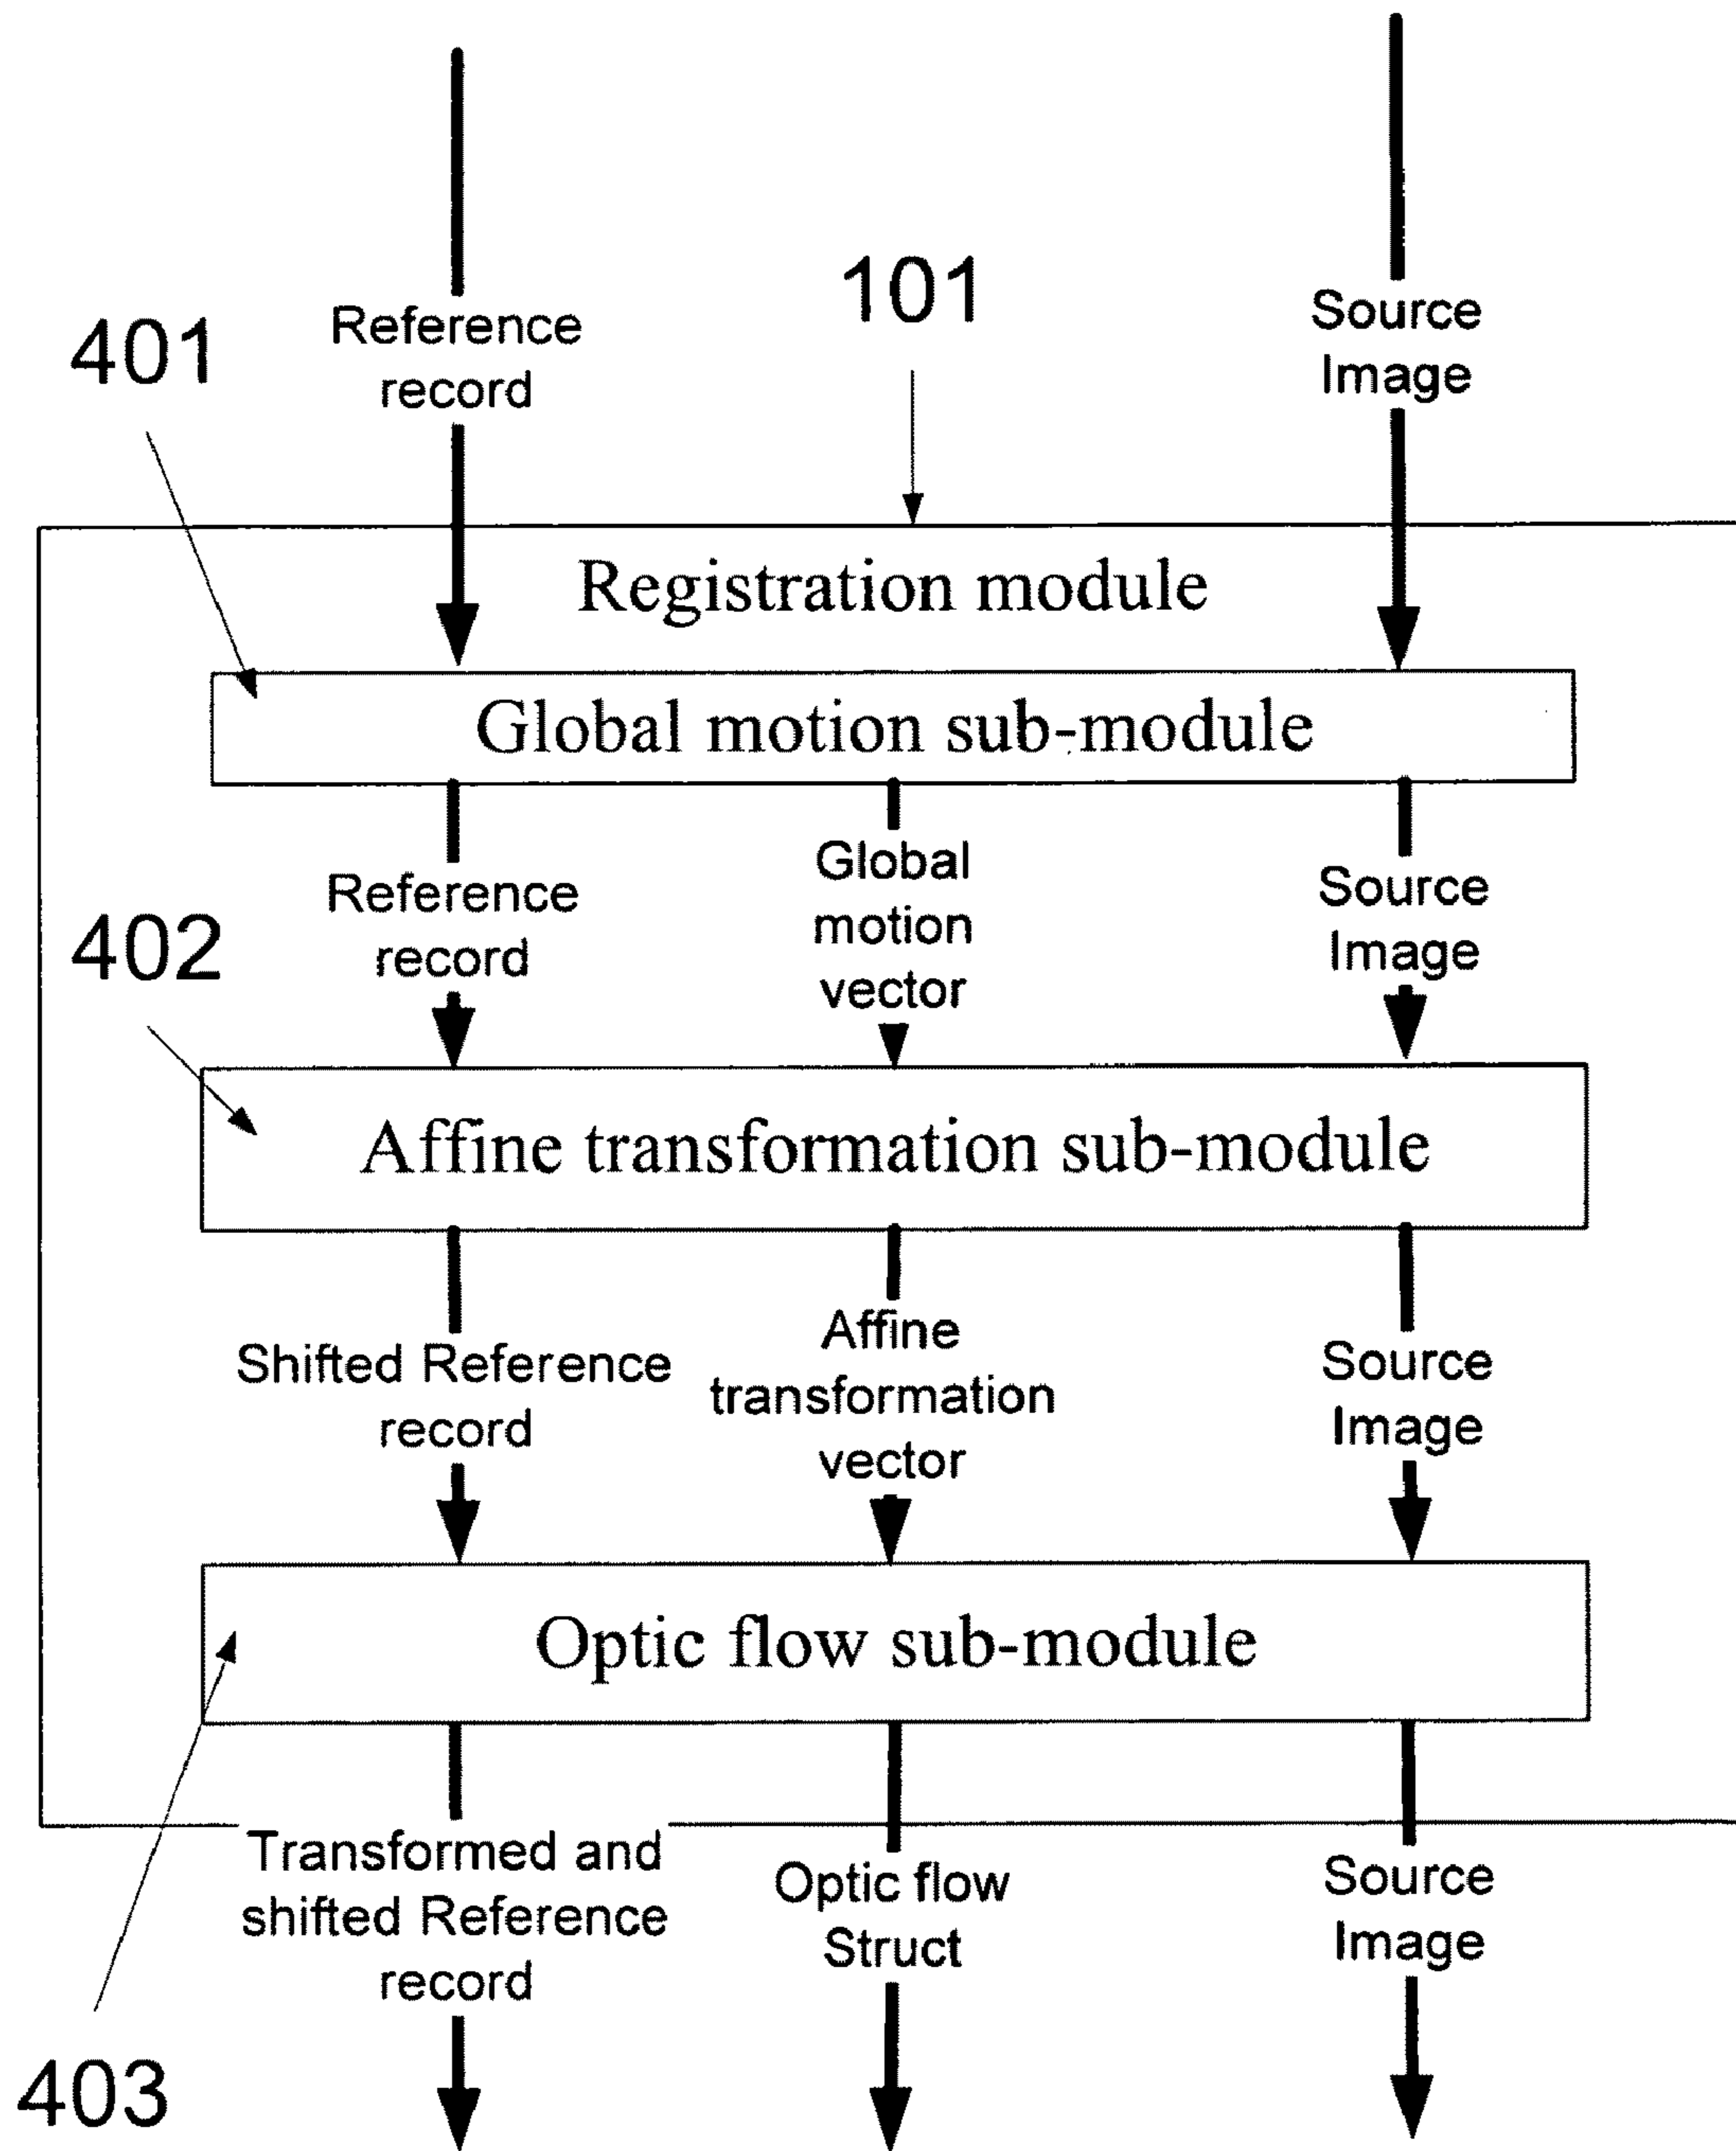 101
401
Reference
record
Source
Image
Registration module
Global motion sub-module
402
Reference
record
Global
motion
vector
Source
Image
Affine transformation sub-module
Shifted Reference
record
Affine
transformation
vector
Source
Image
Optic flow sub-module
Transformed and
shifted Reference
record
Optic flow
Struct
Source
Image
403